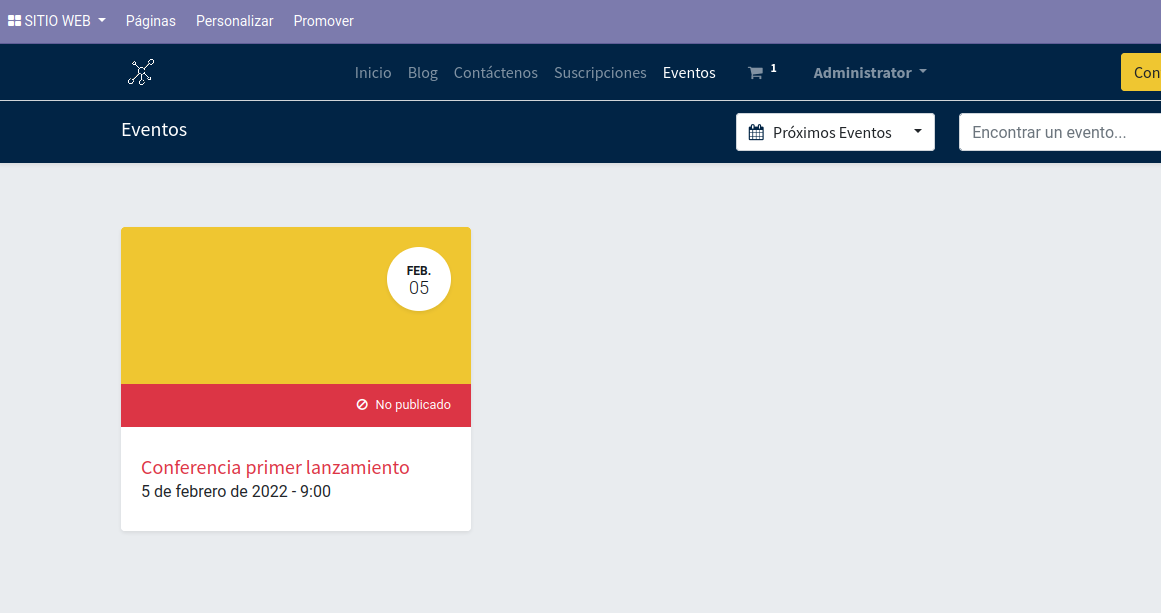 SITIO WEB Páginas Personalizar Promover
Inicio Blog Contáctenos Suscripciones Eventos 1 Administrator Con
Eventos Próximos Eventos Encontrar un evento...
FEB.
05
No publicado
Conferencia primer lanzamiento
5 de febrero de 2022 - 9:00